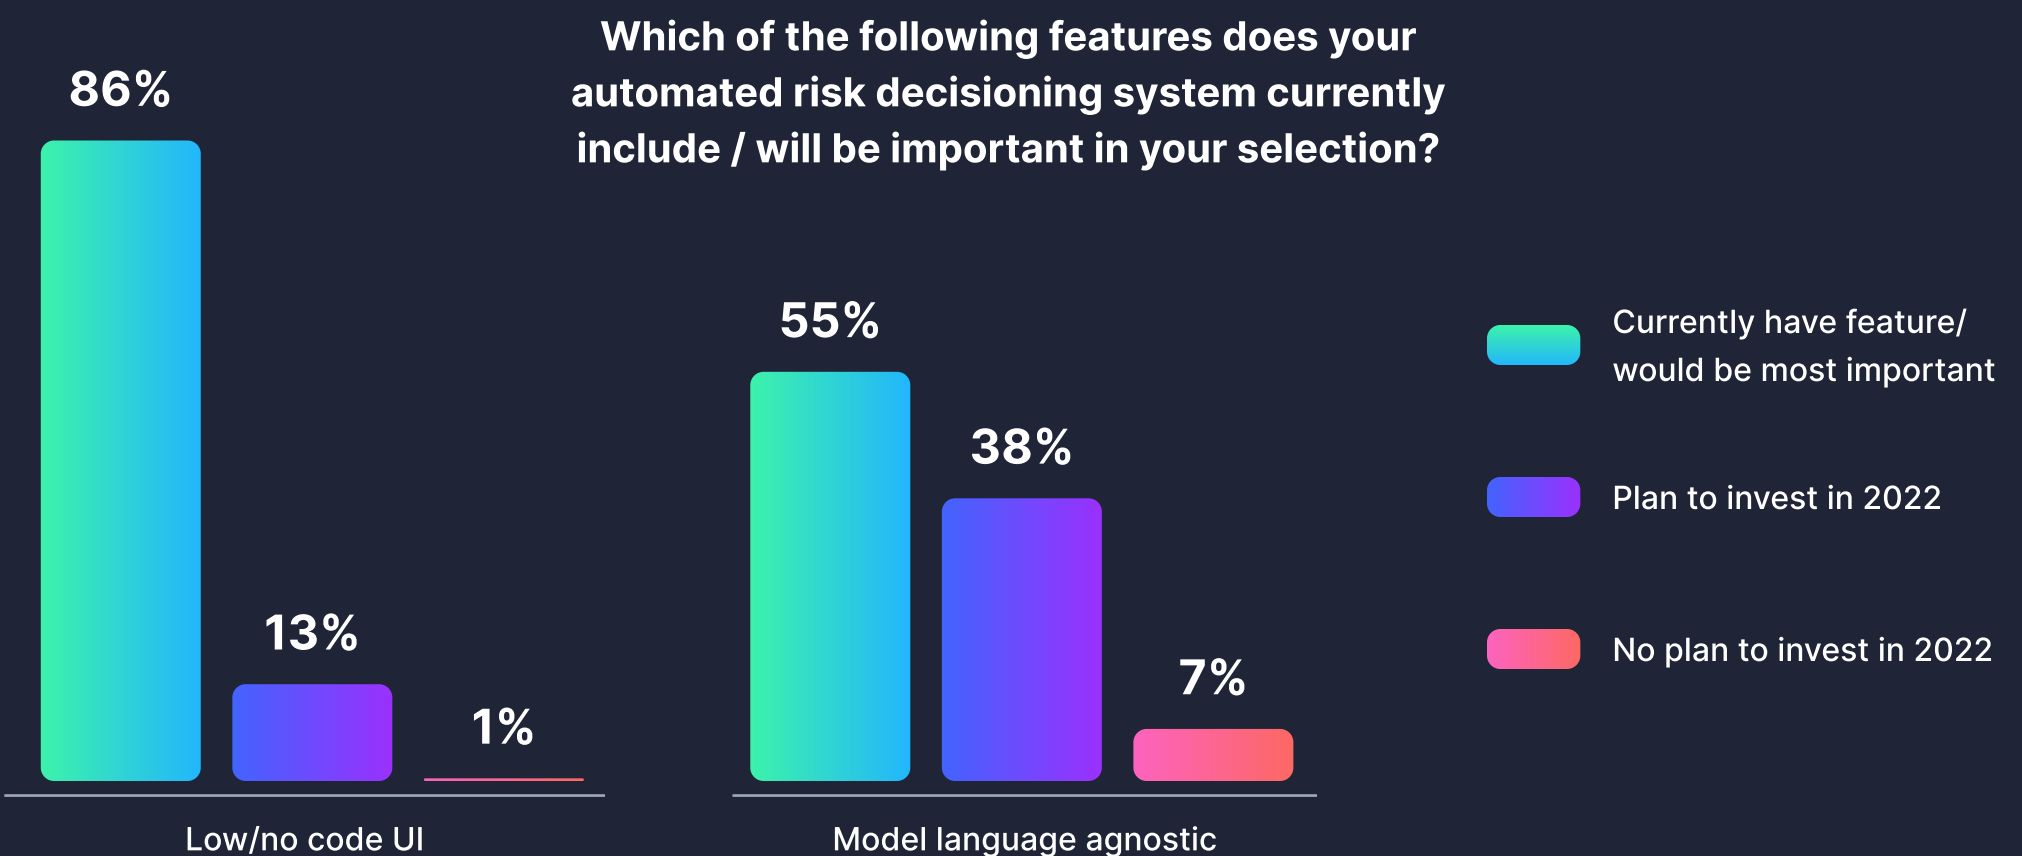 Which of the following features does your
automated risk decisioning system currently
include / will be important in your selection?
86%
13%
1%
Low/no code UI
55%
38%
7%
Model language agnostic
Currently have feature/
would be most important
Plan to invest in 2022
No plan to invest in 2022